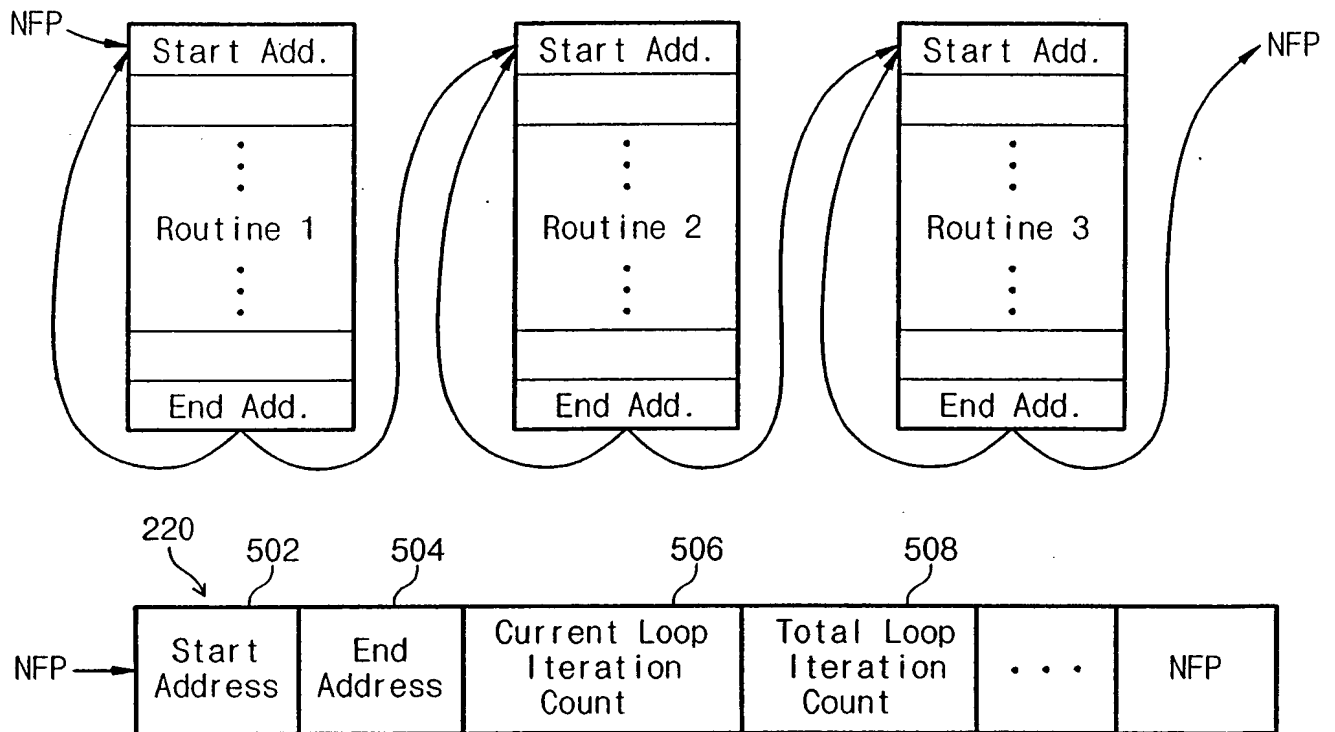 NFP
Start Add.
Start Add.
Start Add.
NFP
Routine 1
Routine 2
Routine 3
End Add.
End Add.
End Add.
220
502
504
506
508
NFP
Start
Address
End
Address
Current Loop
Iteration
Count
Total Loop
Iteration
Count
NFP